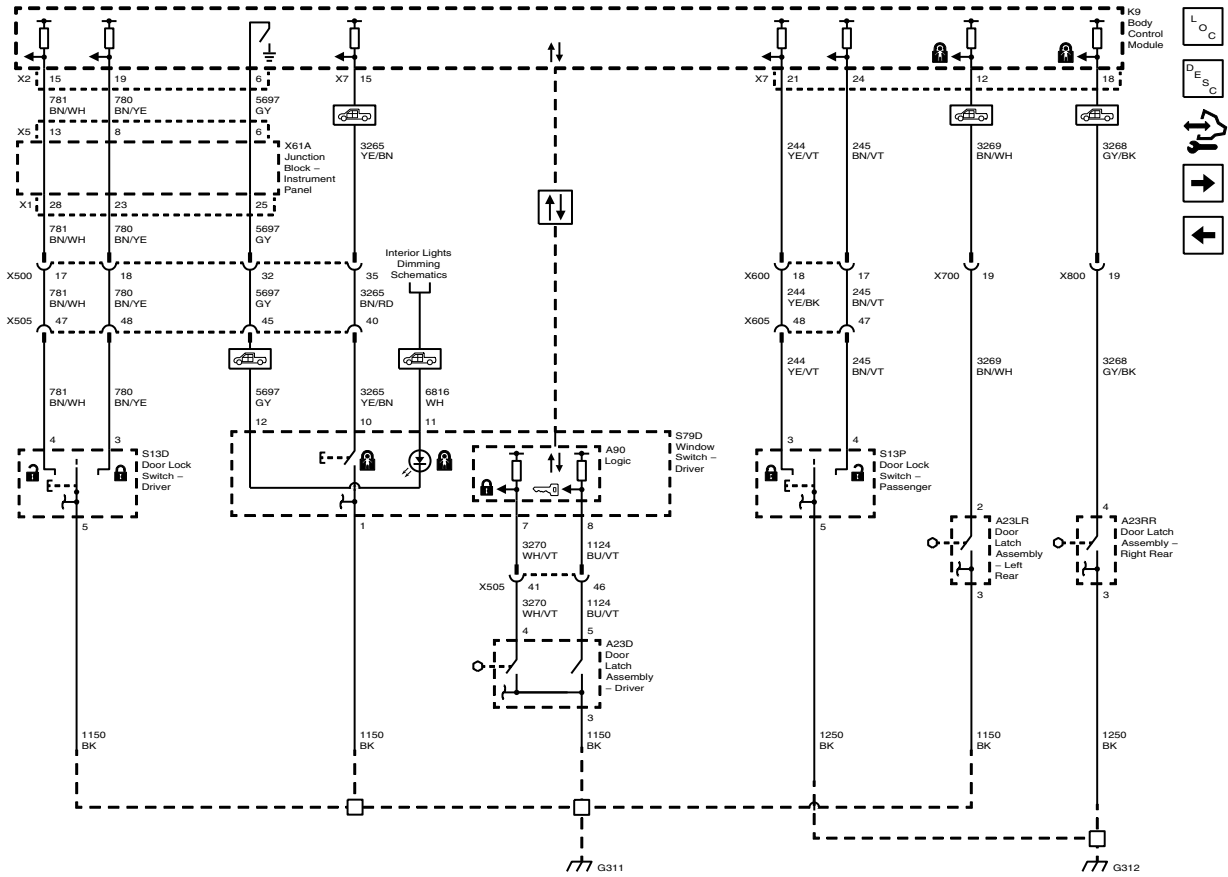 K9
Body
Control
Module
L
O
C
D
E
S
C
X2 15 19 6 X7 15 X7 21 24 12 18
781
BN/WH
780
BN/YE
5697
GY
X5 13 8 6
X61A
Junction
Block –
Instrument
Panel
3265
YE/BN
244
YE/VT
245
BN/VT
3269
BN/WH
3268
GY/BK
X1 28 23 25
781
BN/WH
780
BN/YE
5697
GY
Interior Lights
Dimming
Schematics
X500 17 18 32 35 X600 18 17 X700 19 X800 19
781
BN/WH
780
BN/YE
5697
GY
3265
BN/RD
244
YE/BK
245
BN/VT
X505 47 48 45 40 X605 48 47
781
BN/WH
780
BN/YE
5697
GY
3265
YE/BN
6816
WH
244
YE/VT
245
BN/VT
3269
BN/WH
3268
GY/BK
12 10 11
4 3
S13D
Door Lock
Switch –
Driver
A90
Logic
S79D
Window
Switch –
Driver
3 4
S13P
Door Lock
Switch –
Passenger
5 1 7 8 5
2 4
A23LR
Door
Latch
Assembly
– Left
Rear
A23RR
Door Latch
Assembly –
Right Rear
3270
WH/VT
1124
BU/VT
X505 41 46
3 3
3270
WH/VT
1124
BU/VT
4 5
A23D
Door
Latch
Assembly
– Driver
3
1150
BK
1150
BK
1150
BK
1250
BK
1150
BK
1250
BK
G311 G312